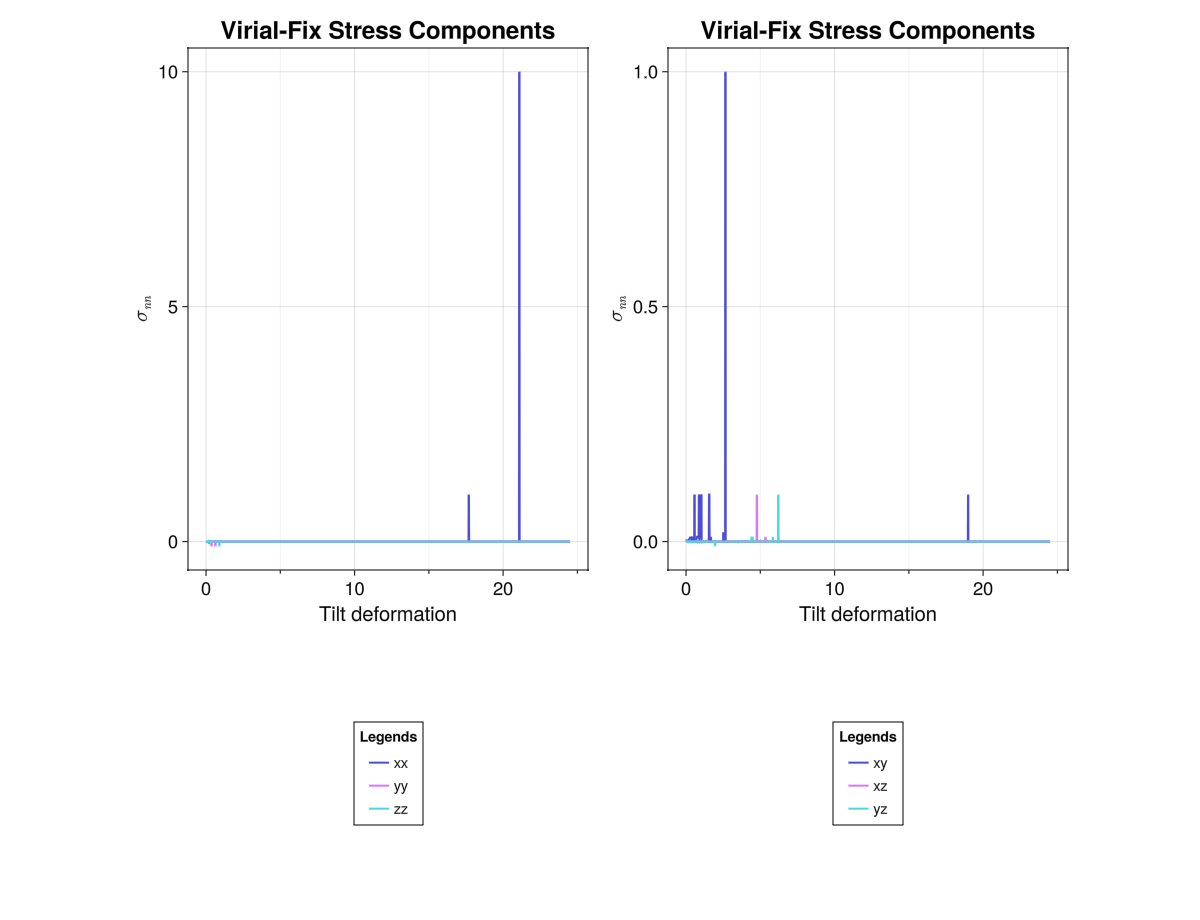 Virial-Fix Stress Components
10
5
0
σnn
0
10
20
Tilt deformation
Legends
xx
yy
zz
Virial-Fix Stress Components
1.0
0.5
0.0
σnn
0
10
20
Tilt deformation
Legends
xy
xz
yz